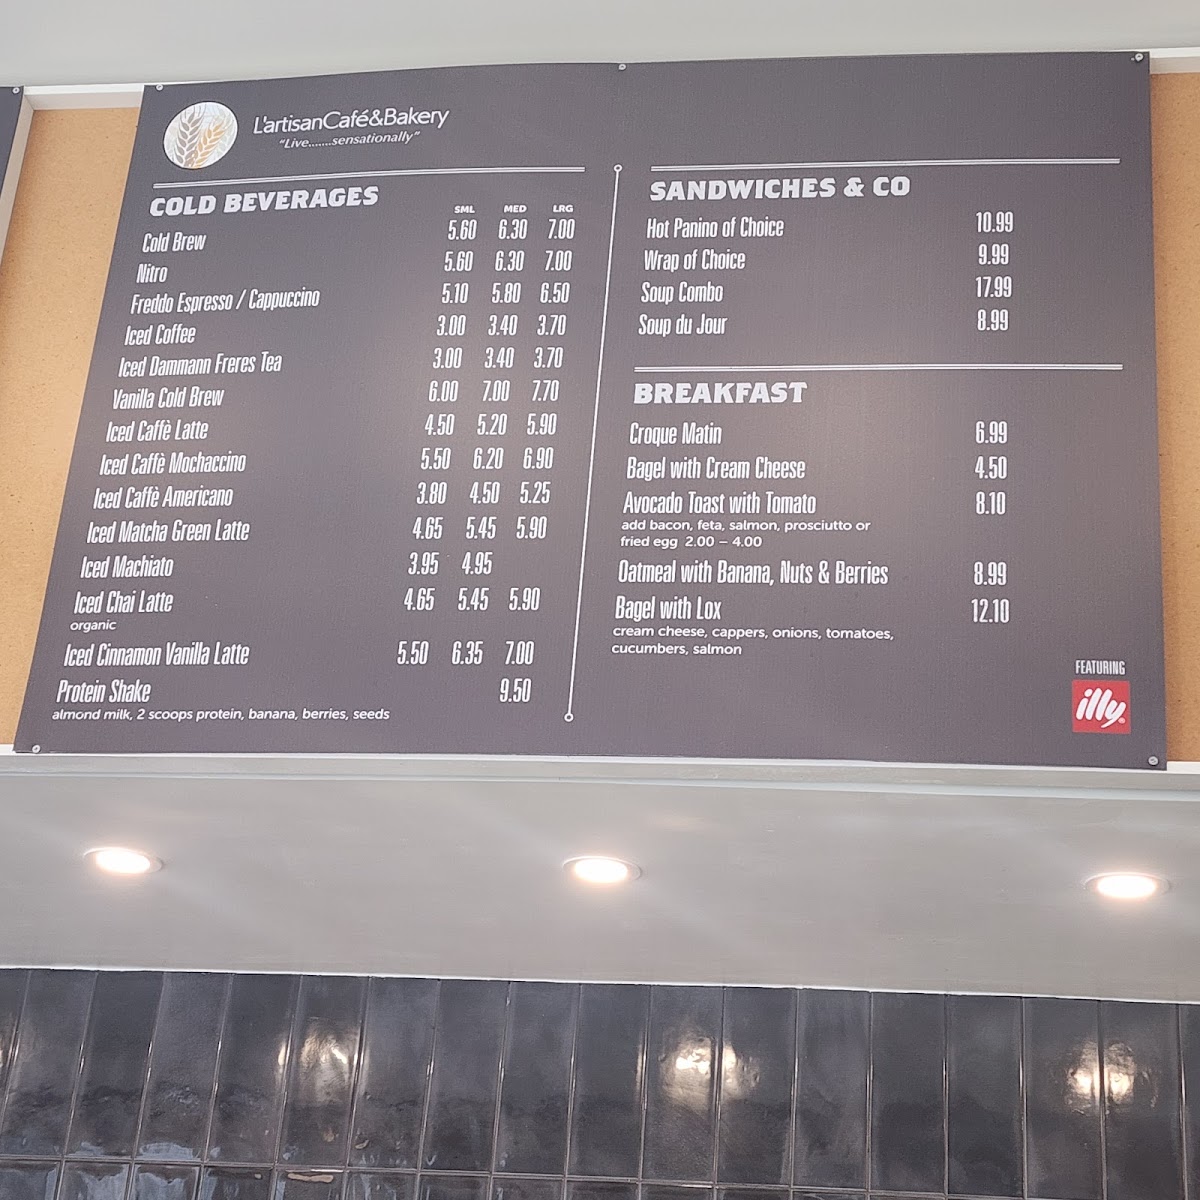 L'artisanCafé&Bakery
"Live.......sensationally"
COLD BEVERAGES
SML MED LRG
Cold Brew 5.60 6.30 7.00
Nitro 5.60 6.30 7.00
Freddo Espresso / Cappuccino 5.10 5.80 6.50
Iced Coffee 3.00 3.40 3.70
Iced Dammann Freres Tea 3.00 3.40 3.70
Vanilla Cold Brew 6.00 7.00 7.70
Iced Caffè Latte 4.50 5.20 5.90
Iced Caffè Mochaccino 5.50 6.20 6.90
Iced Caffè Americano 3.80 4.50 5.25
Iced Matcha Green Latte 4.65 5.45 5.90
Iced Machiato 3.95 4.95
Iced Chai Latte 4.65 5.45 5.90
organic
Iced Cinnamon Vanilla Latte 5.50 6.35 7.00
Protein Shake 9.50
almond milk, 2 scoops protein, banana, berries, seeds
SANDWICHES & CO
Hot Panino of Choice 10.99
Wrap of Choice 9.99
Soup Combo 17.99
Soup du Jour 8.99
BREAKFAST
Croque Matin 6.99
Bagel with Cream Cheese 4.50
Avocado Toast with Tomato 8.10
add bacon, feta, salmon, prosciutto or
fried egg 2.00 – 4.00
Oatmeal with Banana, Nuts & Berries 8.99
Bagel with Lox 12.10
cream cheese, cappers, onions, tomatoes,
cucumbers, salmon
FEATURING
illy